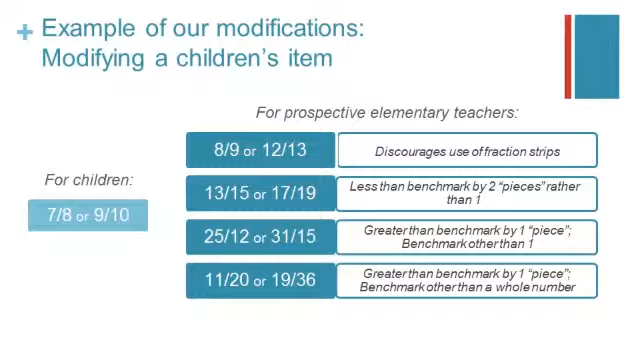 + Example of our modifications:
Modifying a children's item
For prospective elementary teachers:
For children:
7/8 or 9/10
8/9 or 12/13
Discourages use of fraction strips
13/15 or 17/19
Less than benchmark by 2 "pieces" rather
than 1
25/12 or 31/15
Greater than benchmark by 1 "piece";
Benchmark other than 1
11/20 or 19/36
Greater than benchmark by 1 "piece";
Benchmark other than a whole number